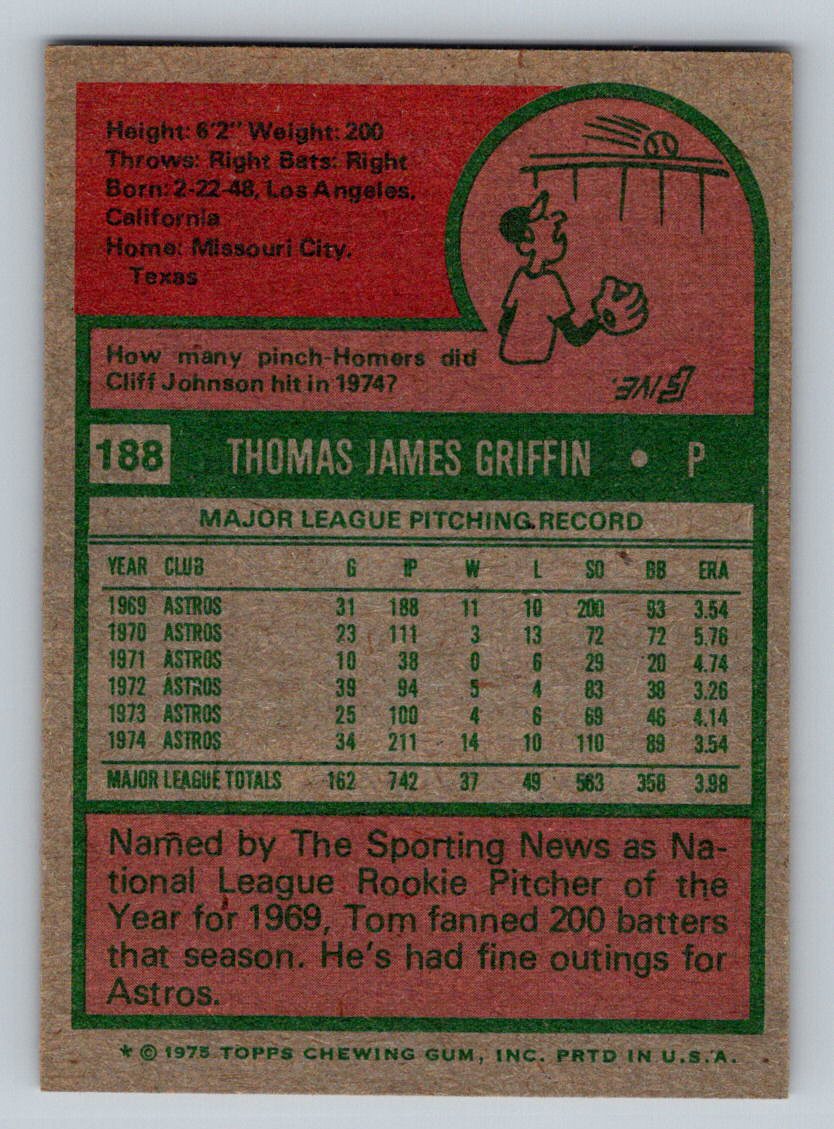 Height: 6'2" Weight: 200
Throws: Right Bats: Right
Born: 2-22-48, Los Angeles,
California
Home: Missouri City,
Texas
How many pinch-Homers did
Cliff Johnson hit in 1974?
FIVE.
188 THOMAS JAMES GRIFFIN • P
MAJOR LEAGUE PITCHING RECORD
YEAR CLUB G IP W L SO BB ERA
1969 ASTROS 31 188 11 10 200 93 3.54
1970 ASTROS 23 111 3 13 72 72 5.76
1971 ASTROS 10 38 0 6 29 20 4.74
1972 ASTROS 39 94 5 4 83 38 3.26
1973 ASTROS 25 100 4 6 69 46 4.14
1974 ASTROS 34 211 14 10 110 89 3.54
MAJOR LEAGUE TOTALS 162 742 37 49 563 358 3.98
Named by The Sporting News as Na-
tional League Rookie Pitcher of the
Year for 1969, Tom fanned 200 batters
that season. He's had fine outings for
Astros.
* © 1975 TOPPS CHEWING GUM, INC. PRTD IN U.S.A.